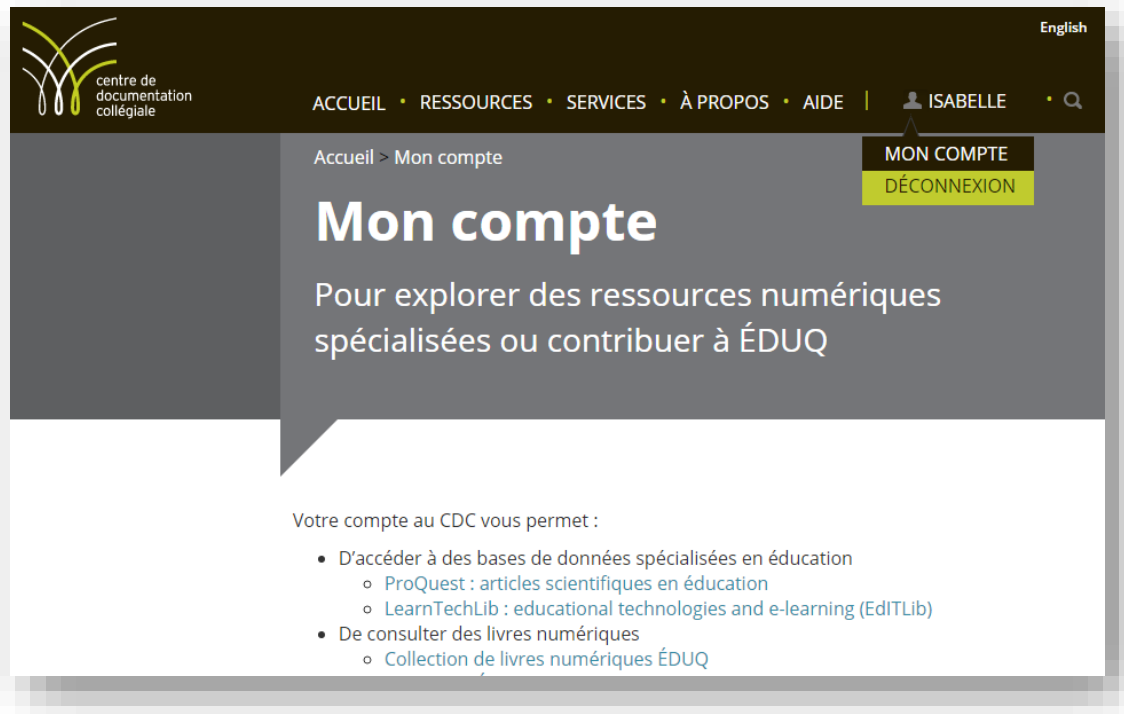 English
centre de
documentation
collégiale
ACCUEIL • RESSOURCES • SERVICES • À PROPOS • AIDE | ISABELLE •
MON COMPTE
DÉCONNEXION
Accueil > Mon compte
Mon compte
Pour explorer des ressources numériques
spécialisées ou contribuer à ÉDUQ
Votre compte au CDC vous permet :
• D’accéder à des bases de données spécialisées en éducation
◦ ProQuest : articles scientifiques en éducation
◦ LearnTechLib : educational technologies and e-learning (EdITLib)
• De consulter des livres numériques
◦ Collection de livres numériques ÉDUQ